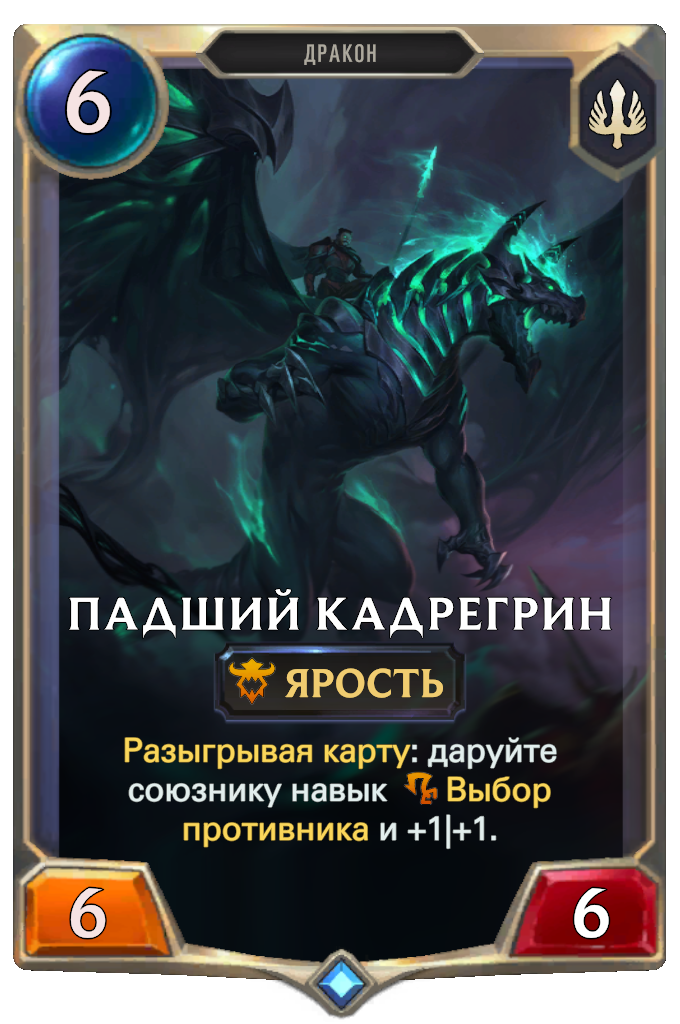 6
ДРАКОН
ПАДШИЙ КАДРЕГРИН
ЯРОСТЬ
Разыгрывая карту: даруйте
союзнику навык Выбор
противника и +1|+1.
6
6